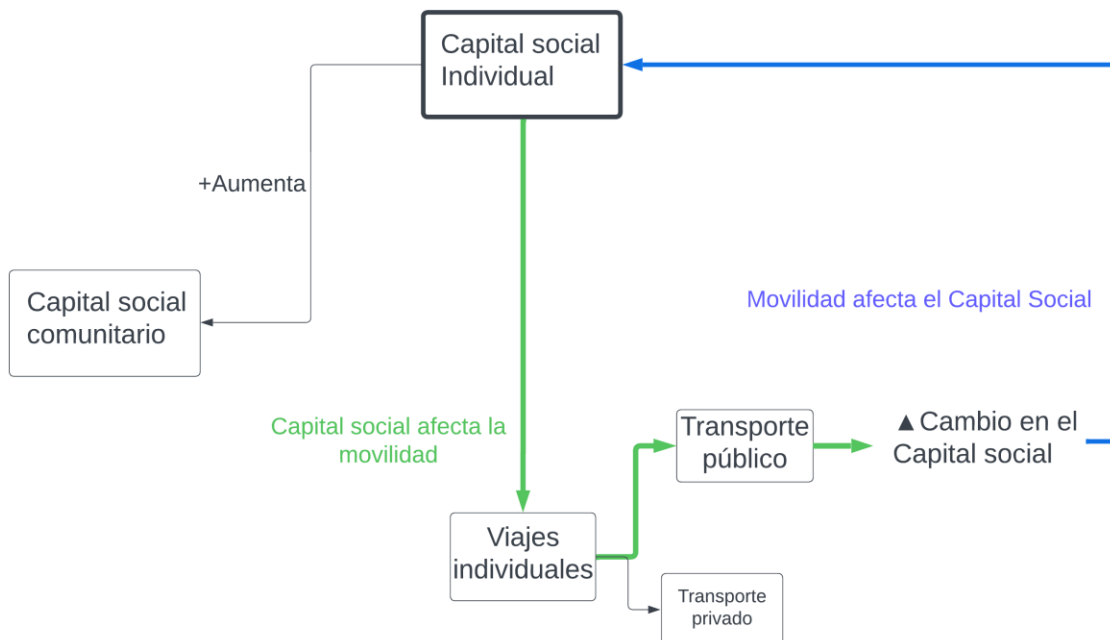 Capital social
Individual
+Aumenta
Capital social
comunitario
Movilidad afecta el Capital Social
Capital social afecta la
movilidad
Transporte
público
▲Cambio en el
Capital social
Viajes
individuales
Transporte
privado